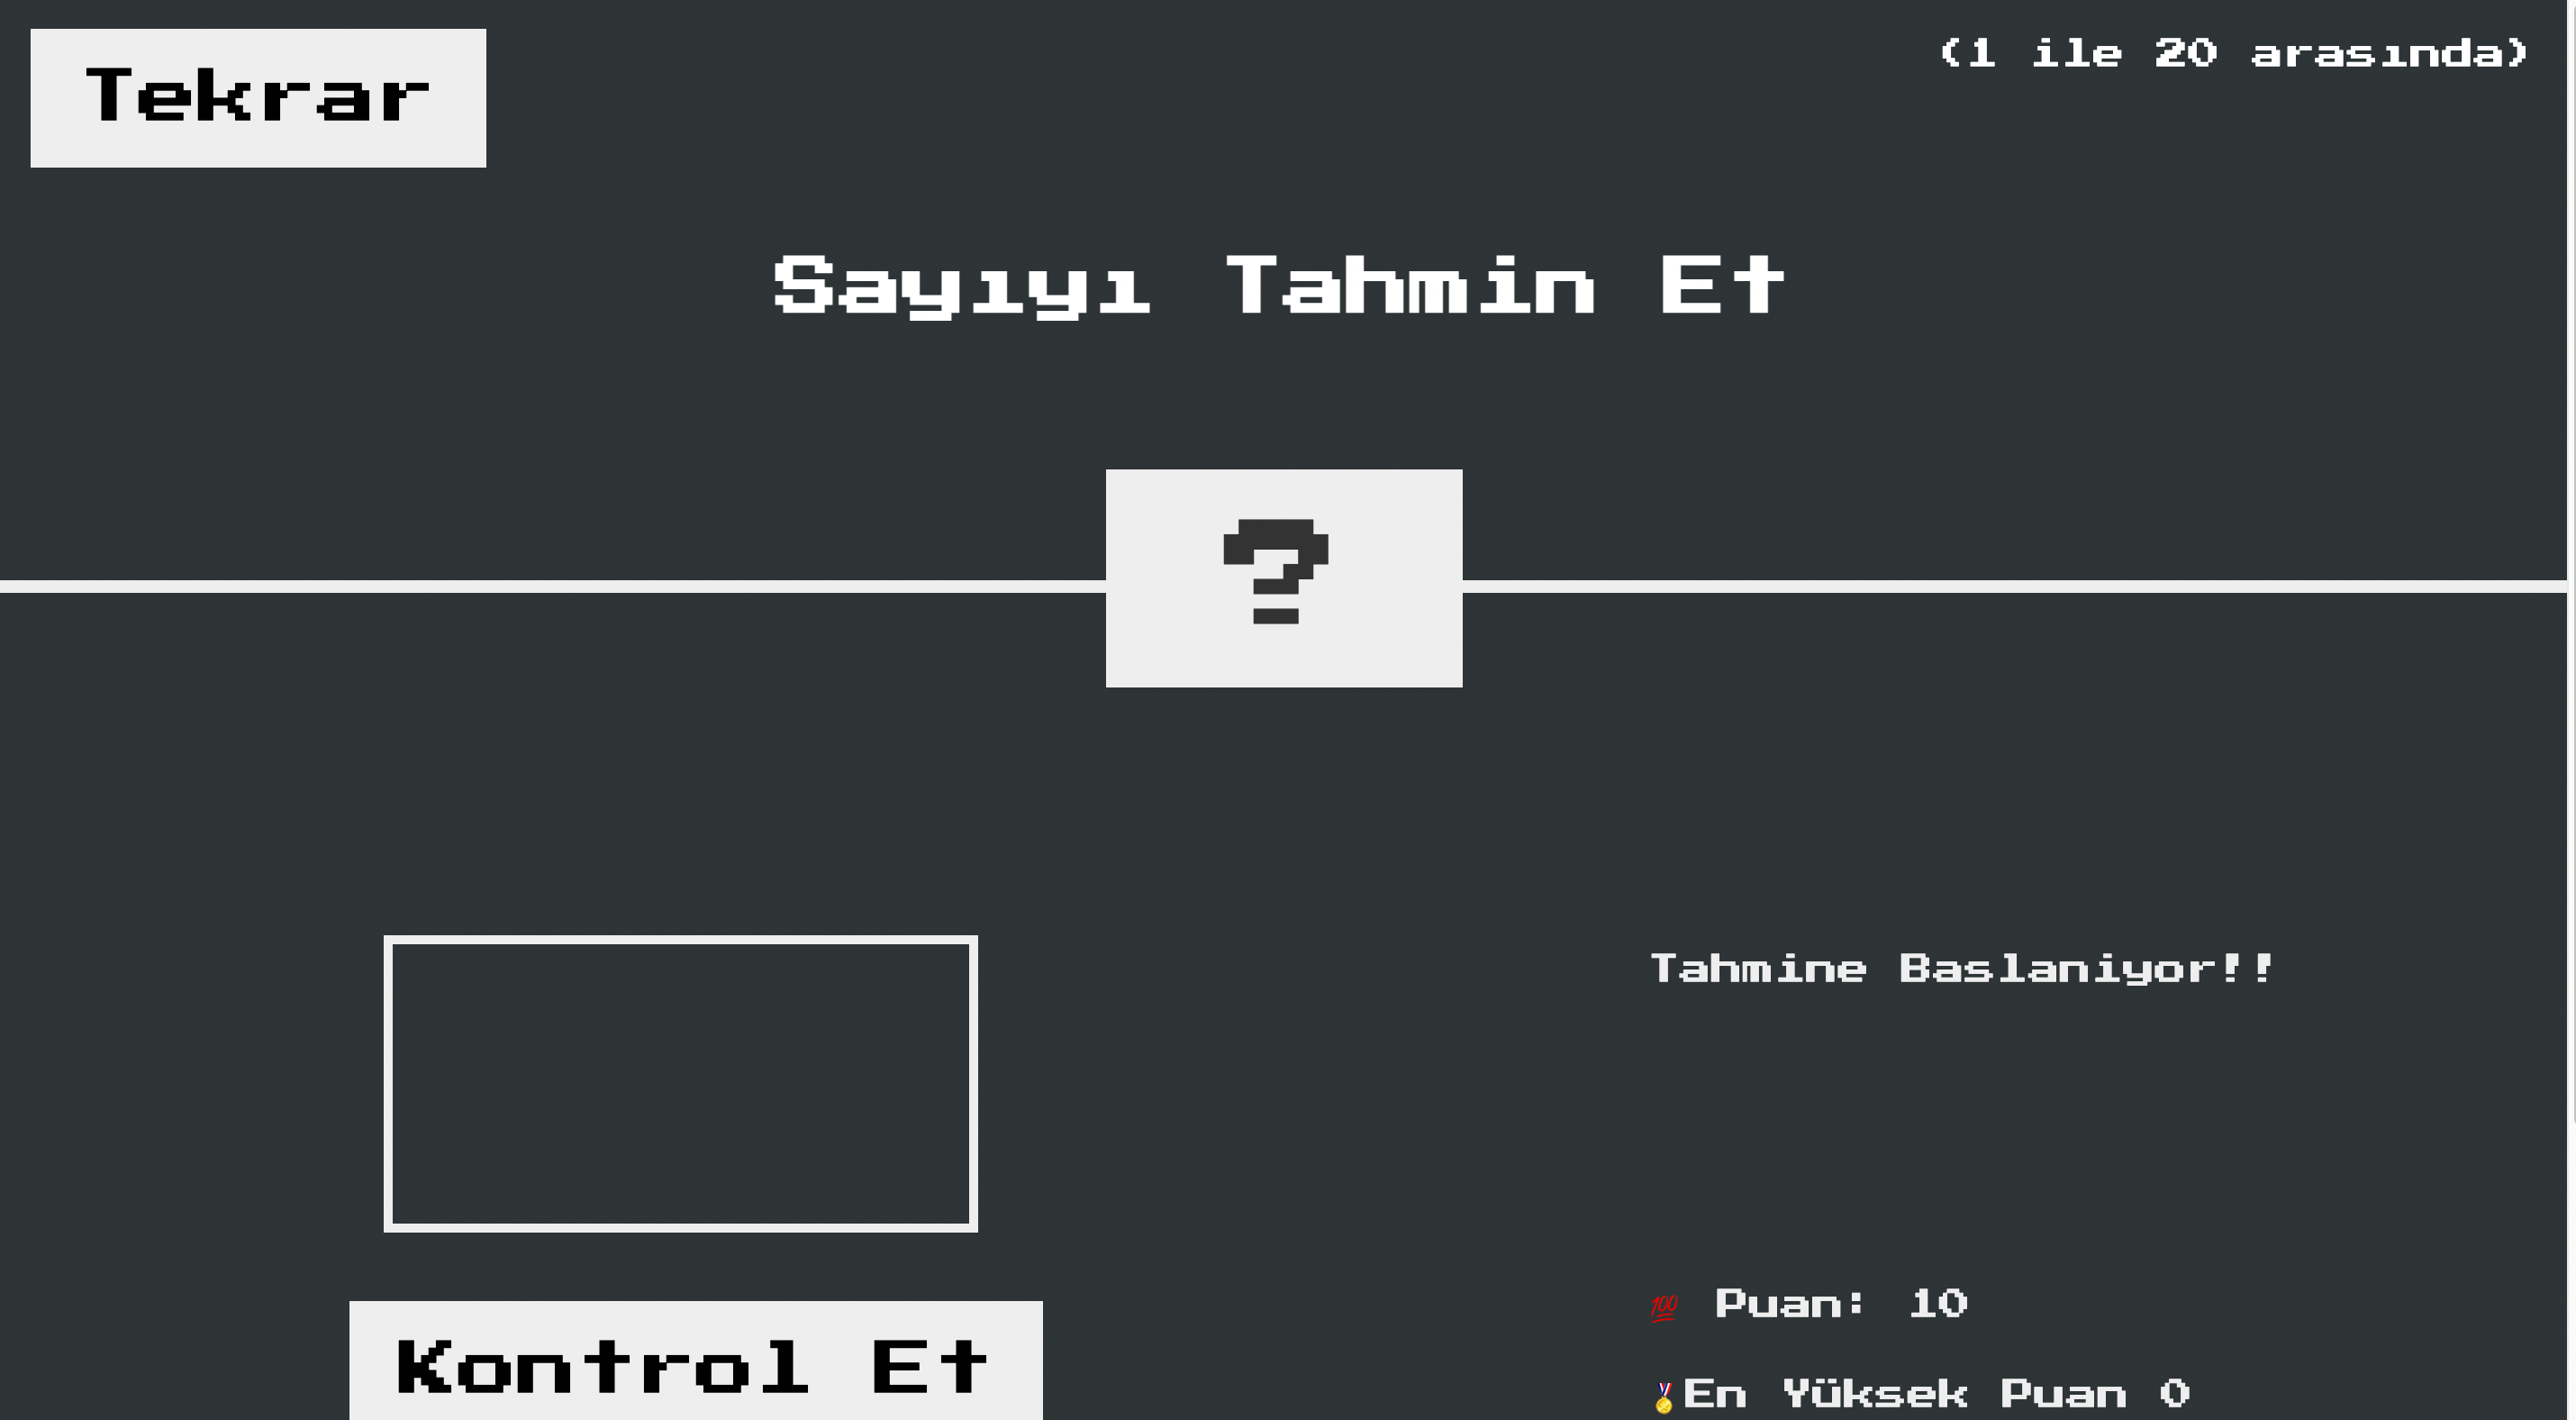 Tekrar
(1 ile 20 arasında)
Sayıyı Tahmin Et
?
Tahmine Baslaniyor!!
💯 Puan: 10
Kontrol Et
🏅En Yüksek Puan 0